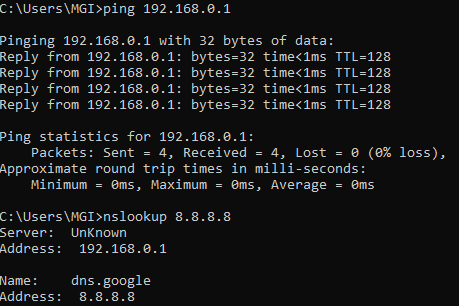 C:\Users\MGI>ping 192.168.0.1
Pinging 192.168.0.1 with 32 bytes of data:
Reply from 192.168.0.1: bytes=32 time<1ms TTL=128
Reply from 192.168.0.1: bytes=32 time<1ms TTL=128
Reply from 192.168.0.1: bytes=32 time<1ms TTL=128
Reply from 192.168.0.1: bytes=32 time<1ms TTL=128
Ping statistics for 192.168.0.1:
    Packets: Sent = 4, Received = 4, Lost = 0 (0% loss),
Approximate round trip times in milli-seconds:
    Minimum = 0ms, Maximum = 0ms, Average = 0ms
C:\Users\MGI>nslookup 8.8.8.8
Server:  UnKnown
Address:  192.168.0.1
Name:    dns.google
Address:  8.8.8.8